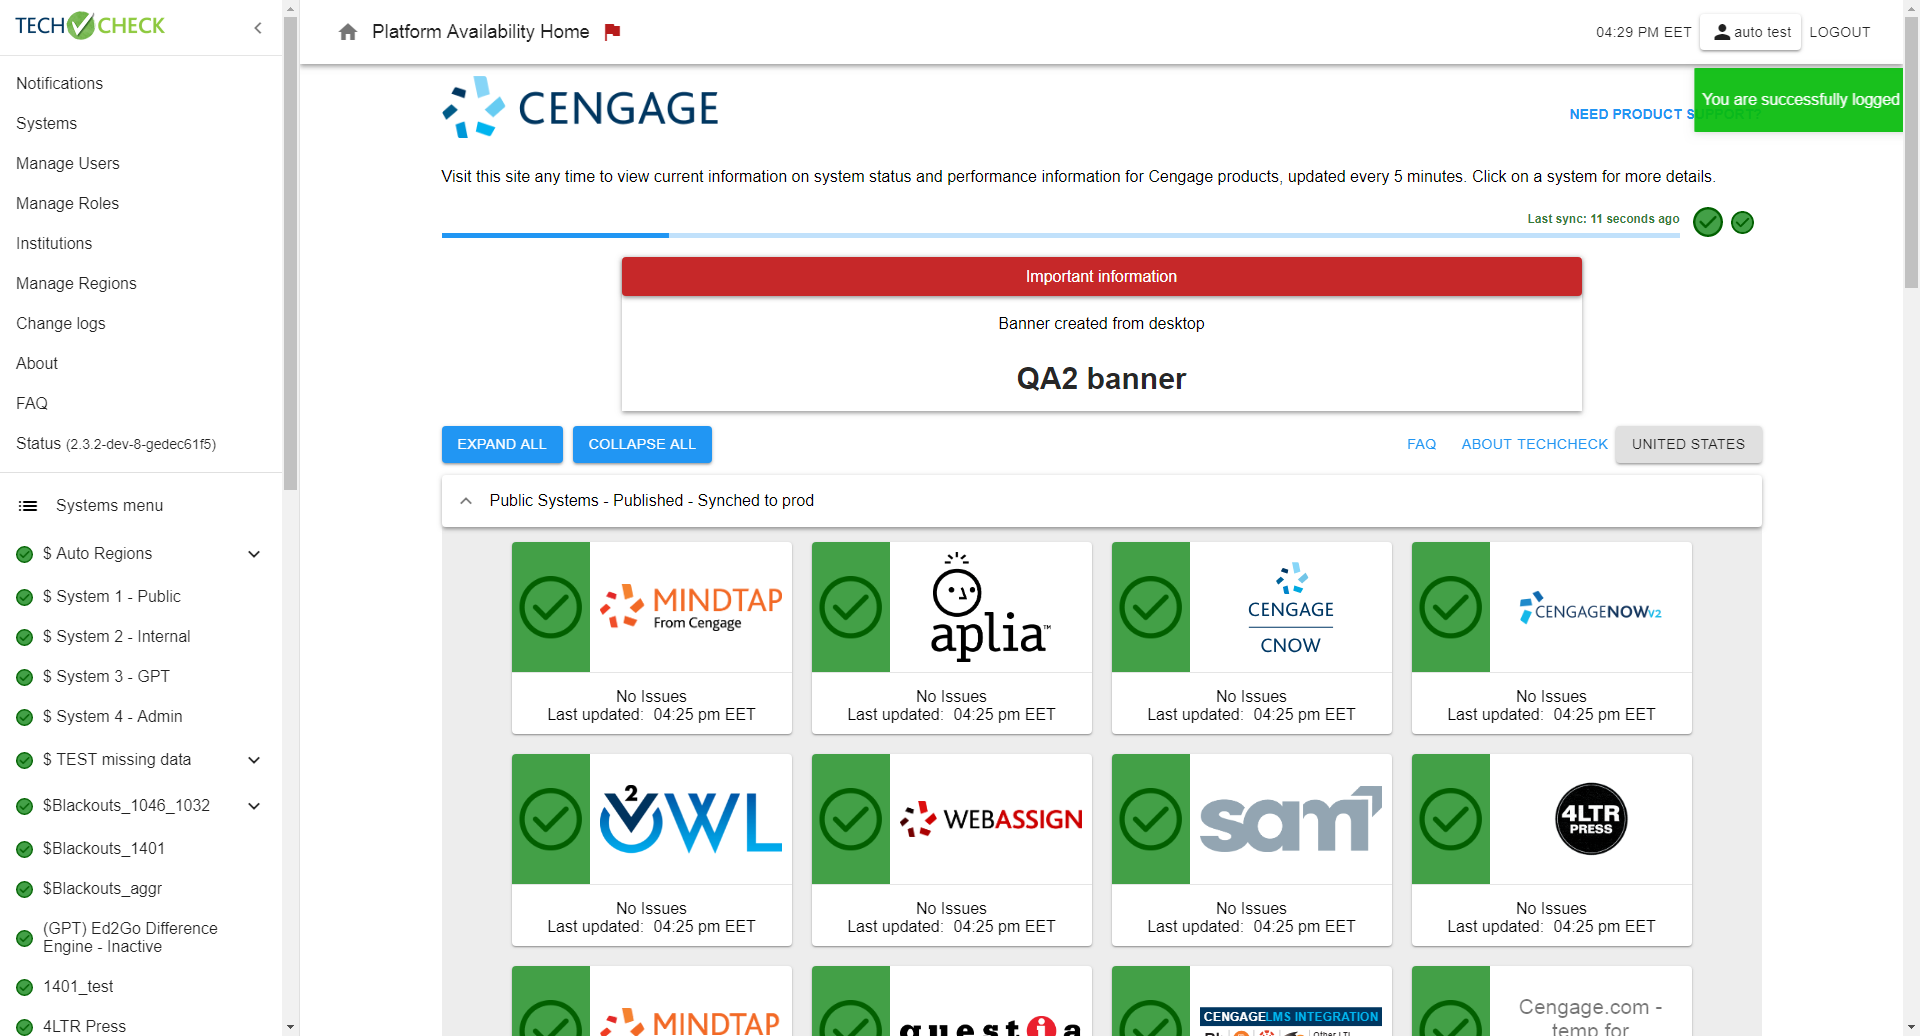 TECH CHECK
Platform Availability Home
04:29 PM EET
auto test
LOGOUT
You are successfully logged
Notifications
Systems
Manage Users
Manage Roles
Institutions
Manage Regions
Change logs
About
FAQ
Status (2.3.2-dev-8-gedec61f5)
Systems menu
$ Auto Regions
$ System 1 - Public
$ System 2 - Internal
$ System 3 - GPT
$ System 4 - Admin
$ TEST missing data
$Blackouts_1046_1032
$Blackouts_1401
$Blackouts_aggr
(GPT) Ed2Go Difference
Engine - Inactive
1401_test
4LTR Press
CENGAGE
NEED PRODUCT SUPPORT?
Visit this site any time to view current information on system status and performance information for Cengage products, updated every 5 minutes. Click on a system for more details.
Last sync: 11 seconds ago
Important information
Banner created from desktop
QA2 banner
EXPAND ALL
COLLAPSE ALL
FAQ
ABOUT TECHCHECK
UNITED STATES
Public Systems - Published - Synched to prod
MINDTAP
From Cengage
No Issues
Last updated: 04:25 pm EET
aplia™
No Issues
Last updated: 04:25 pm EET
CENGAGE
CNOW
No Issues
Last updated: 04:25 pm EET
CENGAGENOWv2
No Issues
Last updated: 04:25 pm EET
OWL
V2
No Issues
Last updated: 04:25 pm EET
WEBASSIGN
No Issues
Last updated: 04:25 pm EET
sam
No Issues
Last updated: 04:25 pm EET
4LTR
PRESS
No Issues
Last updated: 04:25 pm EET
MINDTAP
questia
CENGAGELMS INTEGRATION
Other LTI
Cengage.com -
temp for